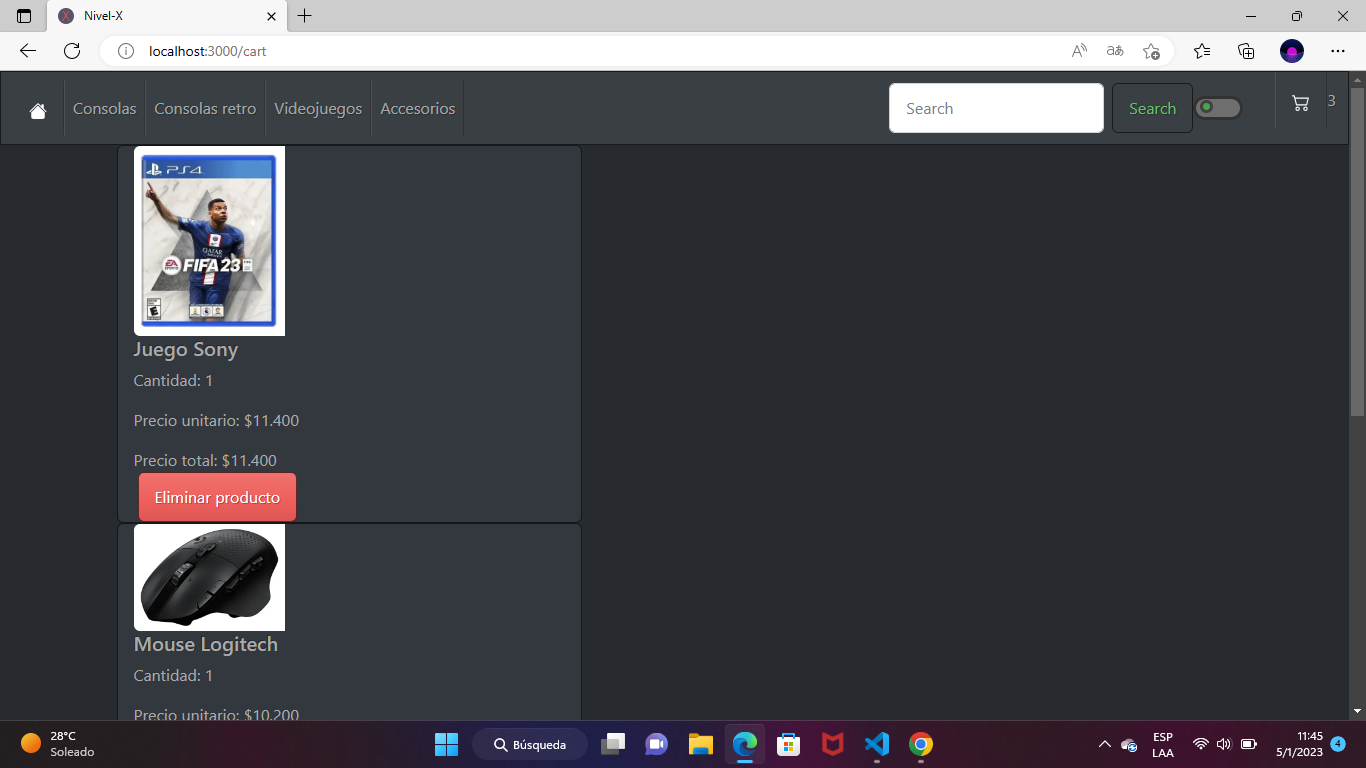 Nivel-X
localhost:3000/cart
Consolas
Consolas retro
Videojuegos
Accesorios
Search
Search
3
PS4
QATAR
EA
FIFA 23
E
Juego Sony
Cantidad: 1
Precio unitario: $11.400
Precio total: $11.400
Eliminar producto
Mouse Logitech
Cantidad: 1
Precio unitario: $10.200
28°C
Soleado
Búsqueda
ESP
LAA
11:45
5/1/2023
4